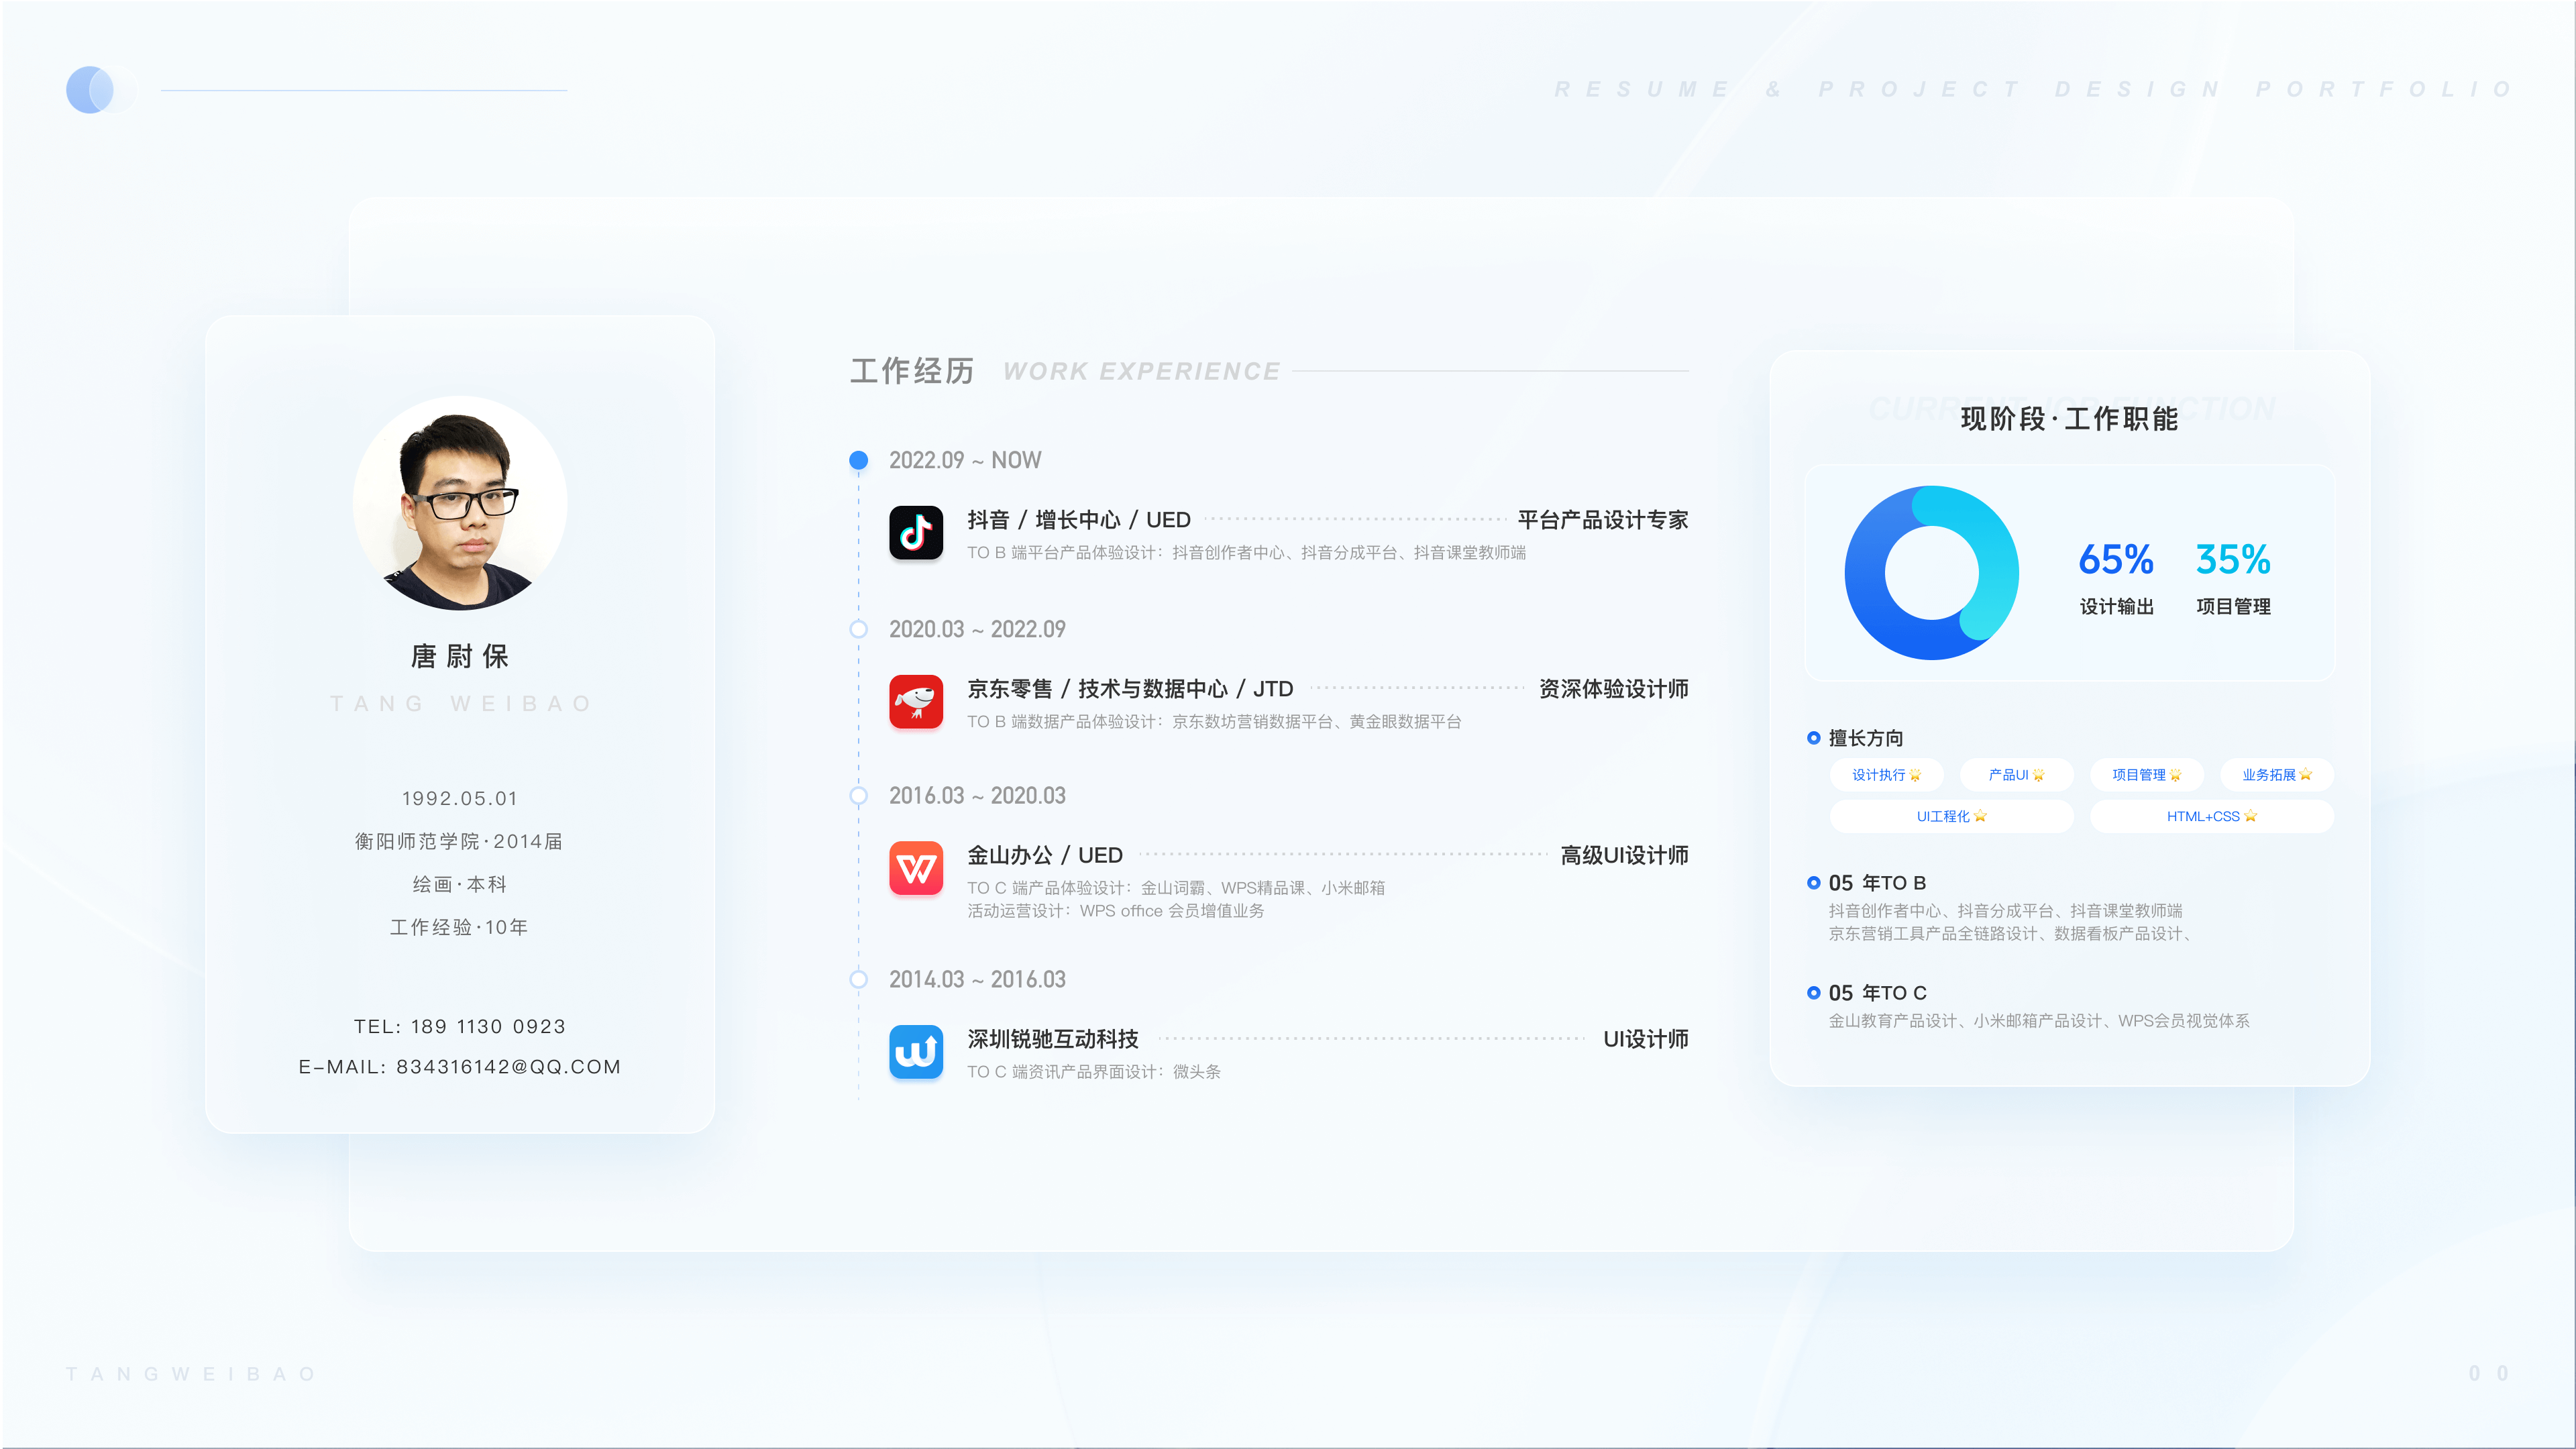 RESUME & PROJECT DESIGN PORTFOLIO
唐尉保
TANG WEIBAO
1992.05.01
衡阳师范学院·2014届
绘画·本科
工作经验·10年
TEL: 189 1130 0923
E-MAIL: 834316142@QQ.COM
工作经历 WORK EXPERIENCE
2022.09 ~ NOW
抖音 / 增长中心 / UED 平台产品设计专家
TO B 端平台产品体验设计：抖音创作者中心、抖音分成平台、抖音课堂教师端
2020.03 ~ 2022.09
京东零售 / 技术与数据中心 / JTD 资深体验设计师
TO B 端数据产品体验设计：京东数坊营销数据平台、黄金眼数据平台
2016.03 ~ 2020.03
金山办公 / UED 高级UI设计师
TO C 端产品体验设计：金山词霸、WPS精品课、小米邮箱
活动运营设计：WPS office 会员增值业务
2014.03 ~ 2016.03
深圳锐驰互动科技 UI设计师
TO C 端资讯产品界面设计：微头条
CURRENT JOB FUNCTION
现阶段·工作职能
65% 35%
设计输出 项目管理
擅长方向
设计执行🌟 产品UI🌟 项目管理🌟 业务拓展⭐
UI工程化⭐ HTML+CSS⭐
05 年TO B
抖音创作者中心、抖音分成平台、抖音课堂教师端
京东营销工具产品全链路设计、数据看板产品设计、
05 年TO C
金山教育产品设计、小米邮箱产品设计、WPS会员视觉体系
TANGWEIBAO
00